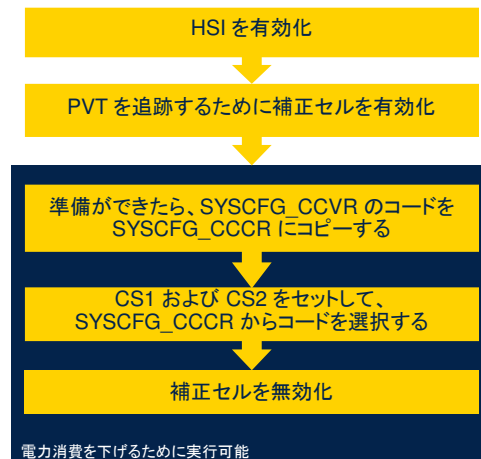 HSI を有効化
PVT を追跡するために補正セルを有効化
準備ができたら、SYSCFG_CCVR のコードを
SYSCFG_CCCR にコピーする
CS1 および CS2 をセットして、
SYSCFG_CCCR からコードを選択する
補正セルを無効化
電力消費を下げるために実行可能